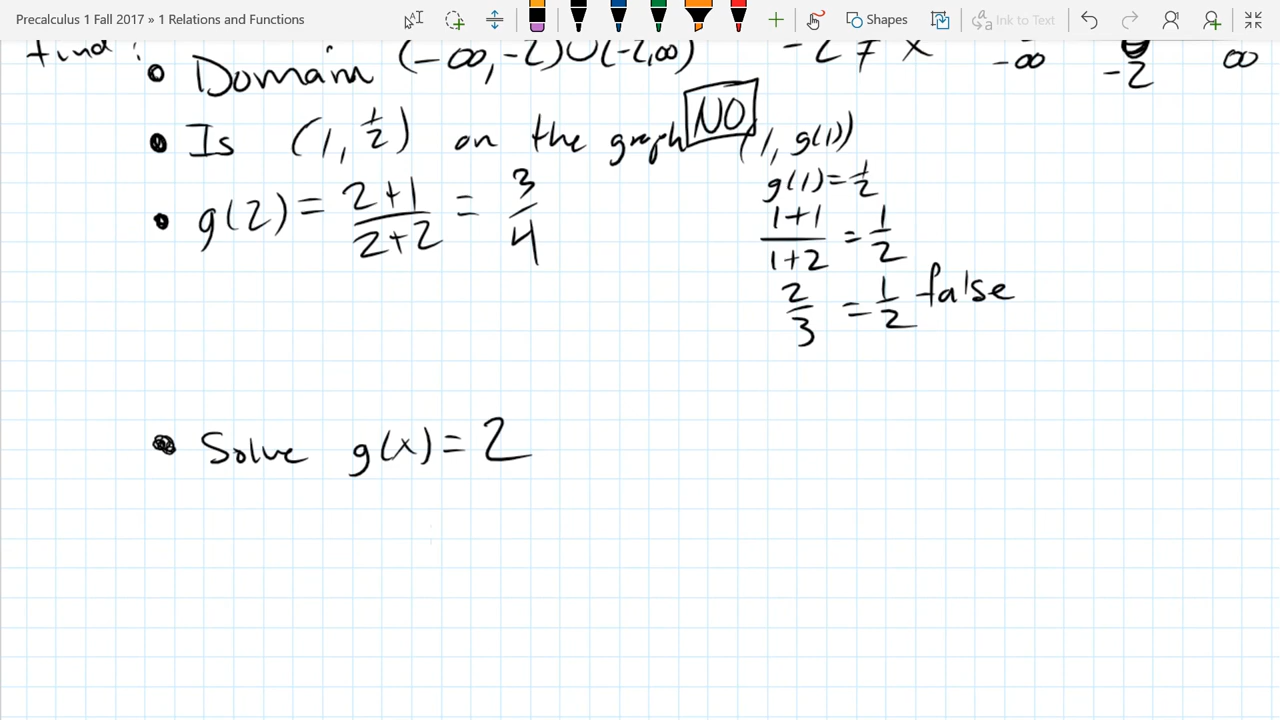 Precalculus 1 Fall 2017 » 1 Relations and Functions
Shapes
Ink to Text
find :
• Domain (-∞, -2)∪(-2,∞)
-2 ≠ x
-∞ -2 ∞
• Is (1, 1/2) on the graph NO (1, g(1))
g(1) = 1/2
• g(2) = 2+1/2+2 = 3/4
1+1/1+2 = 1/2
2/3 = 1/2 false
• Solve g(x) = 2